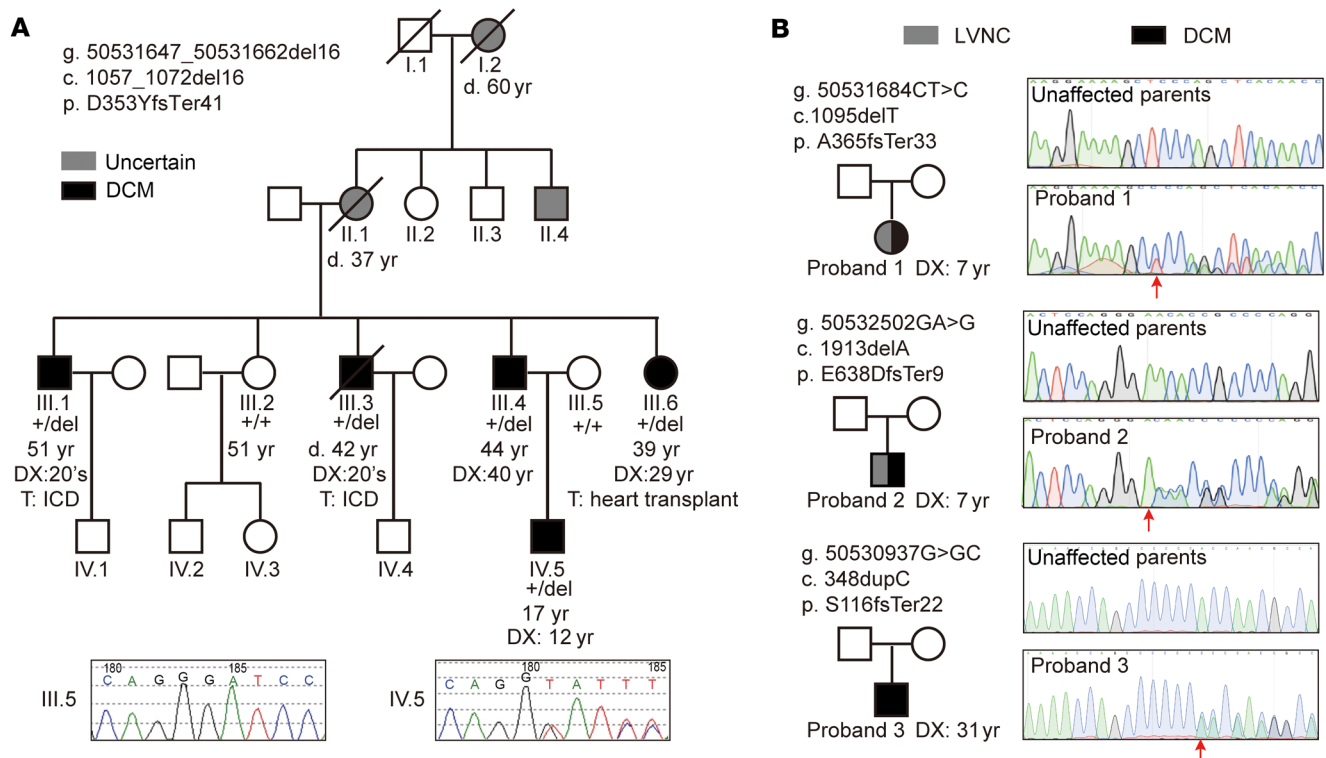 A
g. 50531647_50531662del16
c. 1057_1072del16
p. D353YfsTer41
Uncertain
DCM
I.1
I.2
d. 60 yr
II.1
II.2
II.3
II.4
d. 37 yr
III.1
III.2
III.3
III.4
III.5
III.6
+/del
+/+
+/del
+/del
+/+
+/del
51 yr
51 yr
d. 42 yr
44 yr
39 yr
DX:20's
DX:20's
DX:40 yr
DX:29 yr
T: ICD
T: ICD
T: heart transplant
IV.1
IV.2
IV.3
IV.4
IV.5
+/del
17 yr
DX: 12 yr
III.5
180 185
C A G G G A T C C
IV.5
180 185
C A G G T A T T T
B
LVNC
DCM
g. 50531684CT>C
c.1095delT
p. A365fsTer33
Proband 1 DX: 7 yr
A A G G A A A A G C T C C C A G C T C A C A A C C
Unaffected parents
A A G G A A A A G C C C C A G C T C A C A A C C
Proband 1
g. 50532502GA>G
c. 1913delA
p. E638DfsTer9
Proband 2 DX: 7 yr
A C T C C A G G G A A C A C C G C C C C A G G
Unaffected parents
Proband 2
g. 50530937G>GC
c. 348dupC
p. S116fsTer22
Proband 3 DX: 31 yr
Unaffected parents
Proband 3